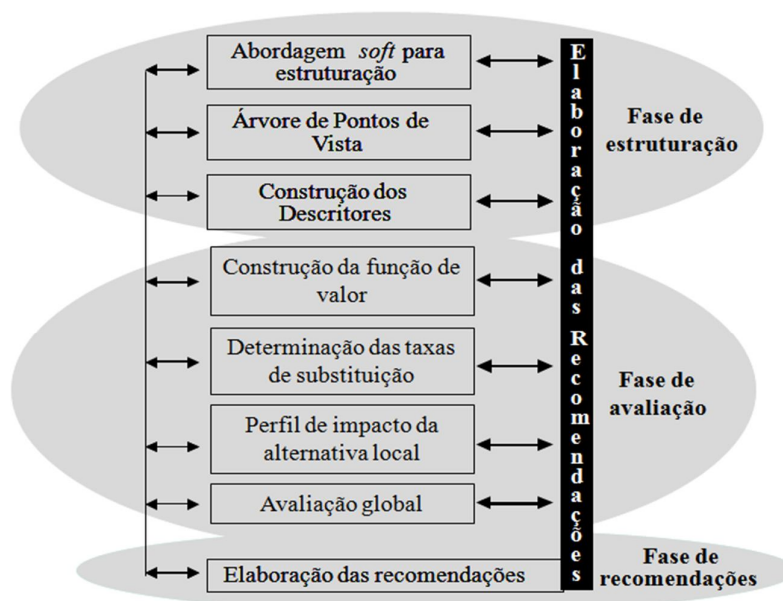 Abordagem soft para
estruturação
Árvore de Pontos de
Vista
Construção dos
Descritores
Fase de
estruturação
Construção da função de
valor
Determinação das taxas
de substituição
Perfil de impacto da
alternativa local
Avaliação global
Fase de
avaliação
Elaboração das recomendações
Fase de
recomendações
Elaboração das Recomendações